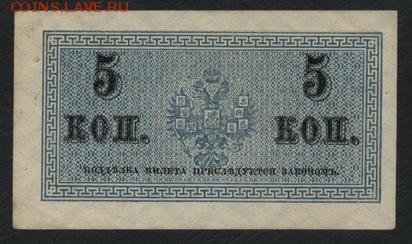 COINS.LAVE.RU
5 5
КОП. КОП.
ПОДДѢЛКА БИЛЕТА ПРЕСЛѢДУЕТСЯ ЗАКОНОМЪ.